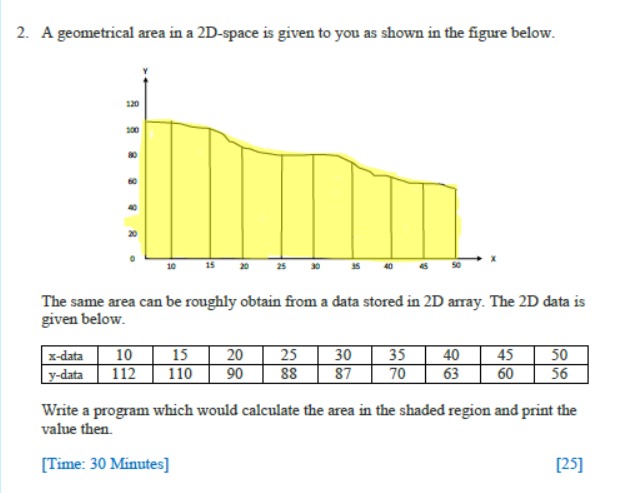 2. A geometrical area in a 2D-space is given to you as shown in the figure below.
Y
120
100
80
60
40
20
0
10 15 20 25 30 35 40 45 50 X
The same area can be roughly obtain from a data stored in 2D array. The 2D data is
given below.
x-data 10 15 20 25 30 35 40 45 50
y-data 112 110 90 88 87 70 63 60 56
Write a program which would calculate the area in the shaded region and print the
value then.
[Time: 30 Minutes] [25]